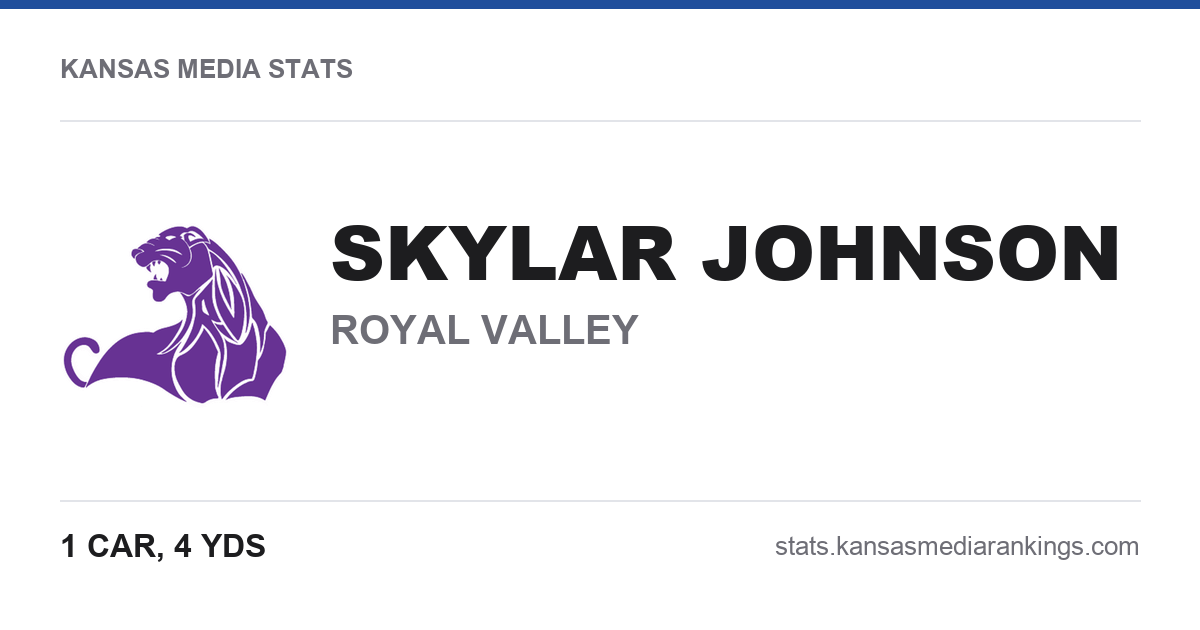 KANSAS MEDIA STATS
SKYLAR JOHNSON
ROYAL VALLEY
1 CAR, 4 YDS
stats.kansasmediarankings.com